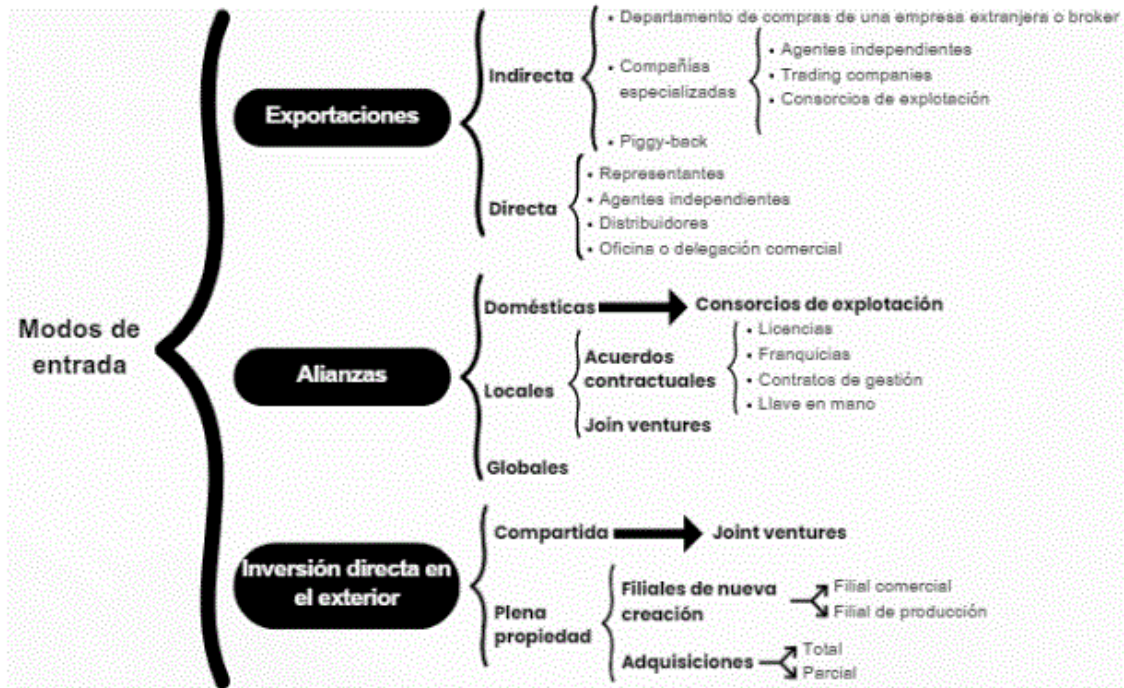 Modos de
entrada
Exportaciones
Indirecta
• Departamento de compras de una empresa extranjera o broker
• Compañías
especializadas
• Agentes independientes
• Trading companies
• Consorcios de explotación
• Piggy-back
Directa
• Representantes
• Agentes independientes
• Distribuidores
• Oficina o delegación comercial
Alianzas
Domésticas
Consorcios de explotación
Locales
Acuerdos
contractuales
• Licencias
• Franquicias
• Contratos de gestión
• Llave en mano
Join ventures
Globales
Inversión directa en
el exterior
Compartida
Joint ventures
Plena
propiedad
Filiales de nueva
creación
Filial comercial
Filial de producción
Adquisiciones
Total
Parcial